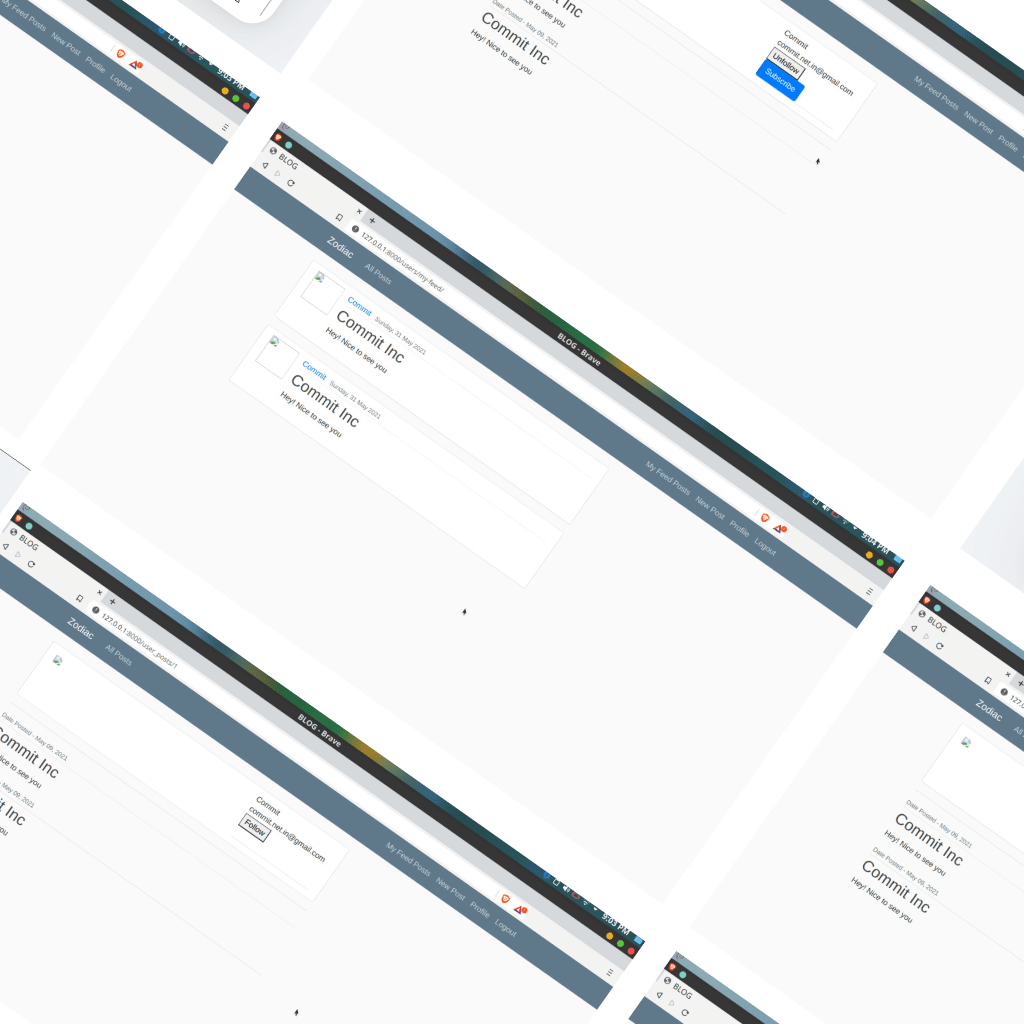 My Feed Posts
New Post
Profile
Logout
9:03 PM
ice to see you
Date Posted - May 09, 2021
Commit Inc
Hey! Nice to see you
Commit
commit.net.in@gmail.com
Unfollow
Subscribe
My Feed Posts
New Post
Profile
BLOG
127.0.0.1:8000/users/my-feed/
Zodiac
All Posts
BLOG - Brave
Commit Sunday, 31 May 2021
Commit Inc
Hey! Nice to see you
Commit Sunday, 31 May 2021
Commit Inc
Hey! Nice to see you
My Feed Posts
New Post
Profile
Logout
9:04 PM
BLOG
127.0.0.1:8000/user_posts/1
Zodiac
All Posts
BLOG - Brave
Date Posted - May 09, 2021
Commit Inc
ice to see you
May 09, 2021
Commit
commit.net.in@gmail.com
Follow
My Feed Posts
New Post
Profile
Logout
9:03 PM
BLOG
127.0
Zodiac
Date Posted - May 09, 2021
Commit Inc
Hey! Nice to see you
Date Posted - May 09, 2021
Commit Inc
Hey! Nice to see you
BLOG